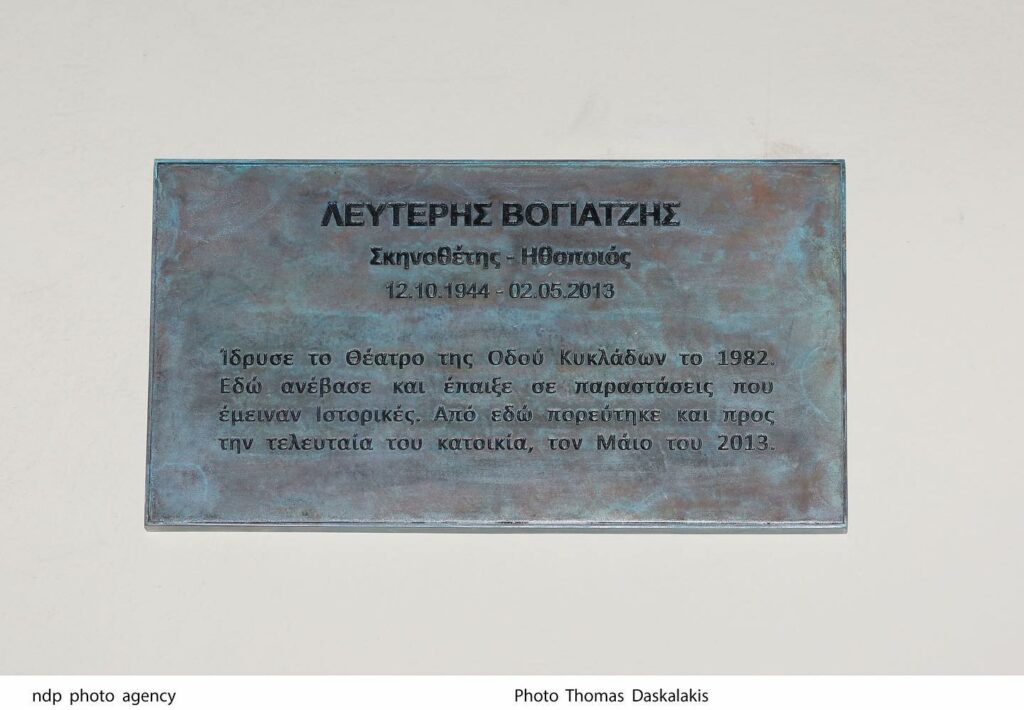 ΛΕΥΤΕΡΗΣ ΒΟΓΙΑΤΖΗΣ
Σκηνοθέτης - Ηθοποιός
12.10.1944 - 02.05.2013
Ίδρυσε το Θέατρο της Οδού Κυκλάδων το 1982.
Εδώ ανέβασε και έπαιξε σε παραστάσεις που
έμειναν Ιστορικές. Από εδώ πορεύτηκε και προς
την τελευταία του κατοικία, τον Μάιο του 2013.
ndp photo agency Photo Thomas Daskalakis